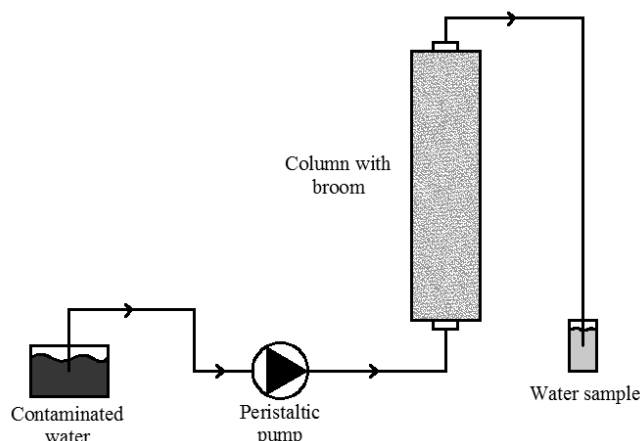 Column with
broom
Contaminated
water
Peristaltic
pump
Water sample